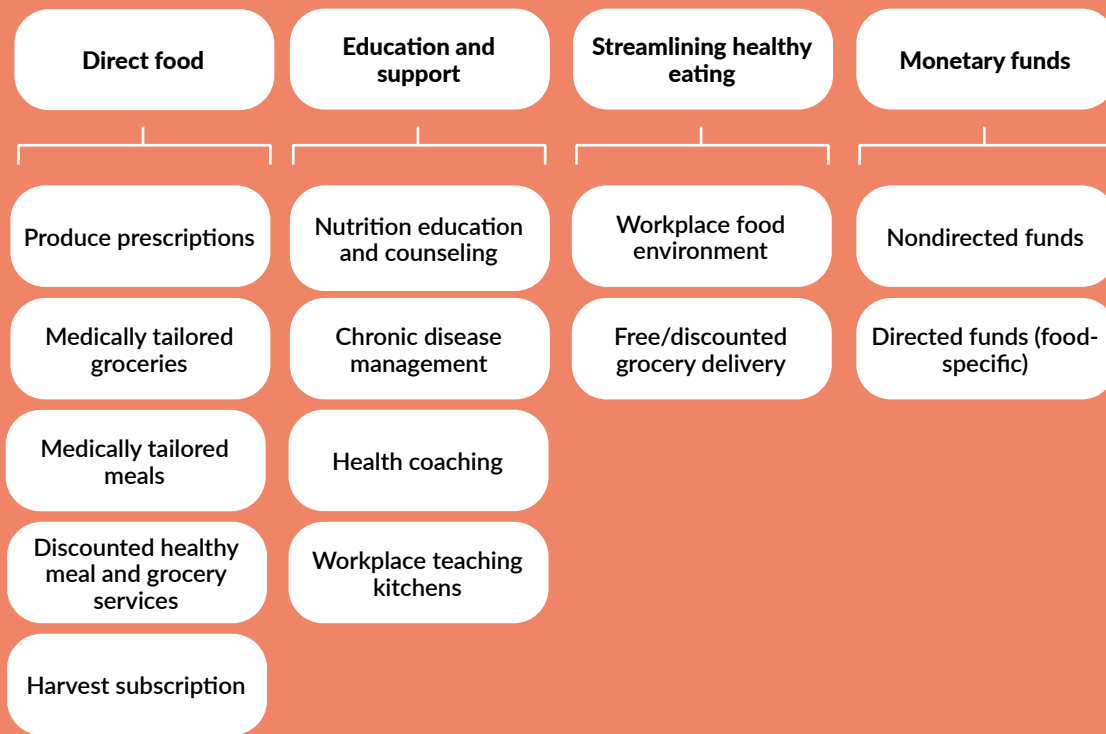 Direct food
Education and
support
Streamlining healthy
eating
Monetary funds
Produce prescriptions
Medically tailored
groceries
Medically tailored
meals
Discounted healthy
meal and grocery
services
Harvest subscription
Nutrition education
and counseling
Chronic disease
management
Health coaching
Workplace teaching
kitchens
Workplace food
environment
Free/discounted
grocery delivery
Nondirected funds
Directed funds (food-
specific)